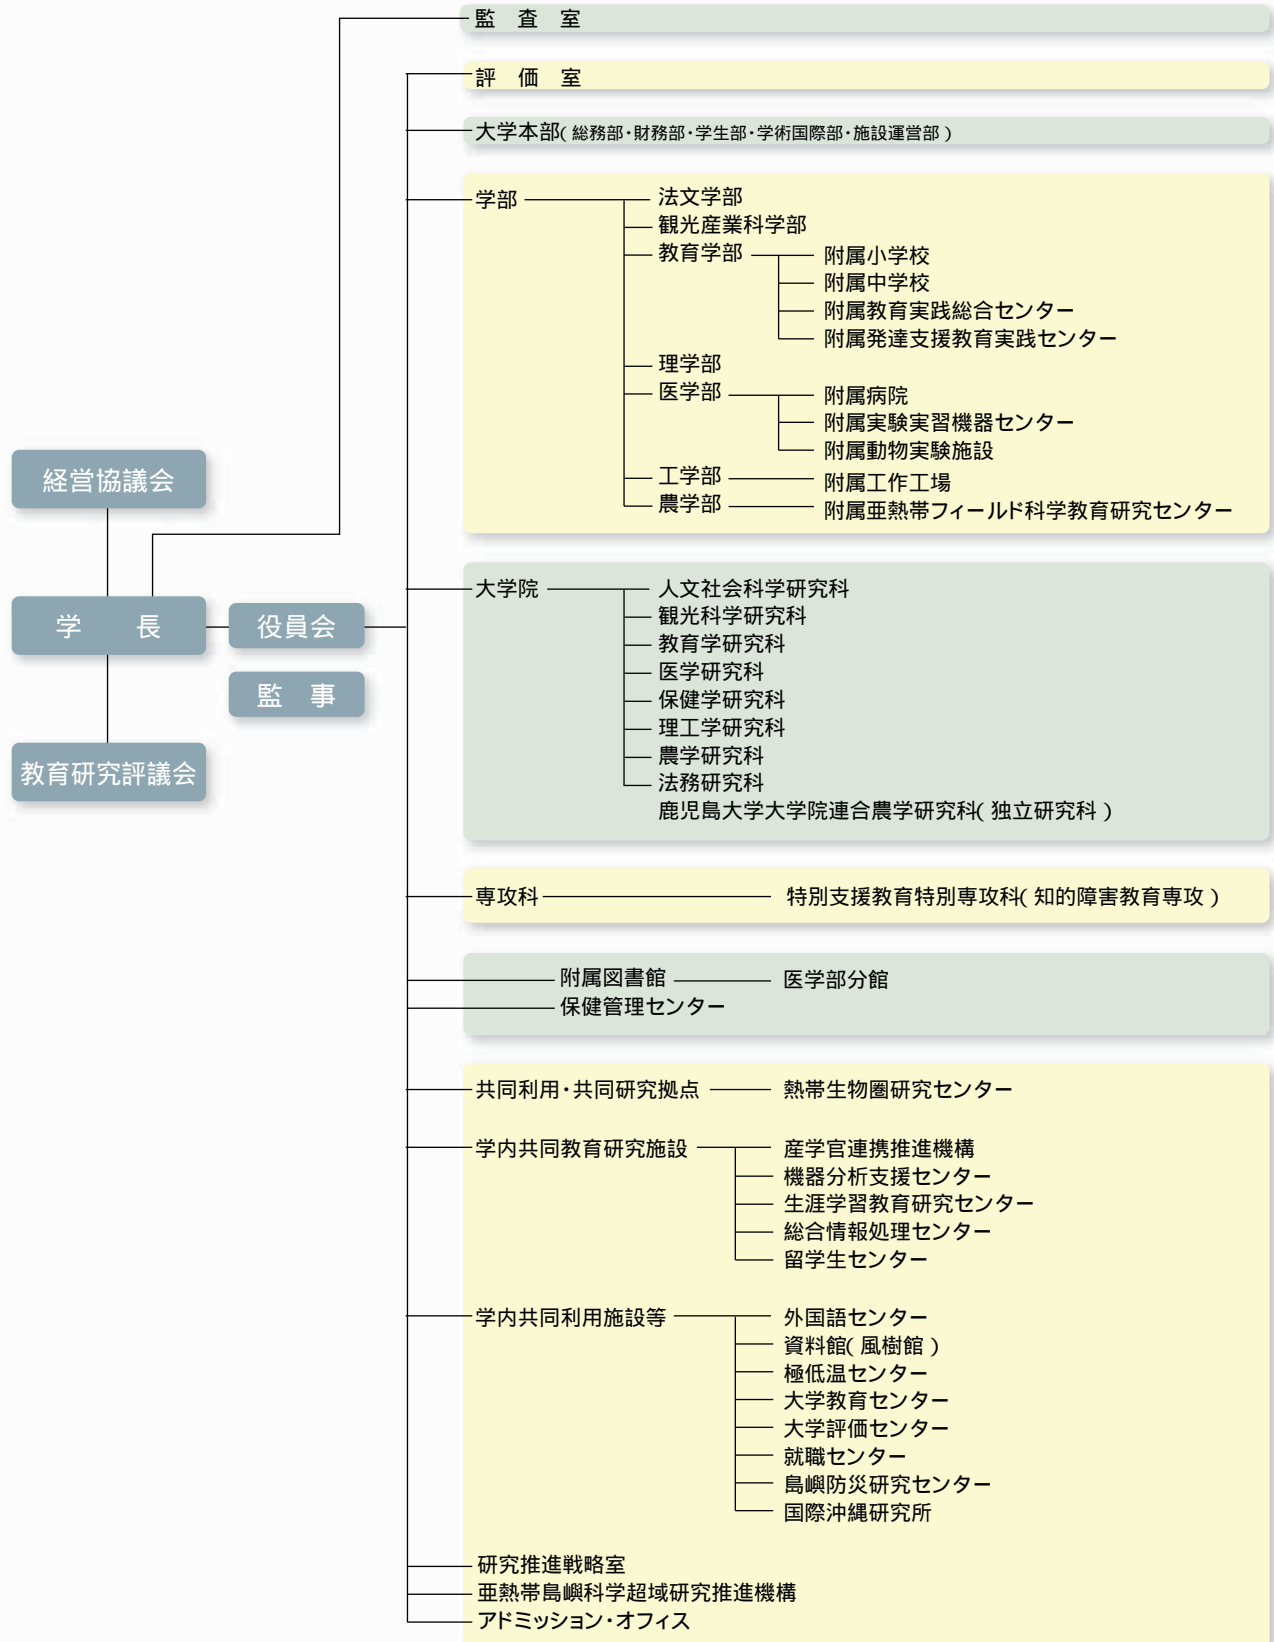 監　査　室
評　価　室
大学本部(総務部・財務部・学生部・学術国際部・施設運営部)
学部
法文学部
観光産業科学部
教育学部
附属小学校
附属中学校
附属教育実践総合センター
附属発達支援教育実践センター
理学部
医学部
附属病院
附属実験実習機器センター
附属動物実験施設
工学部
附属工作工場
農学部
附属亜熱帯フィールド科学教育研究センター
経営協議会
学　長
役員会
監　事
教育研究評議会
大学院
人文社会科学研究科
観光科学研究科
教育学研究科
医学研究科
保健学研究科
理工学研究科
農学研究科
法務研究科
鹿児島大学大学院連合農学研究科(独立研究科)
専攻科
特別支援教育特別専攻科(知的障害教育専攻)
附属図書館
医学部分館
保健管理センター
共同利用・共同研究拠点
熱帯生物圏研究センター
学内共同教育研究施設
産学官連携推進機構
機器分析支援センター
生涯学習教育研究センター
総合情報処理センター
留学生センター
学内共同利用施設等
外国語センター
資料館(風樹館)
極低温センター
大学教育センター
大学評価センター
就職センター
島嶼防災研究センター
国際沖縄研究所
研究推進戦略室
亜熱帯島嶼科学超域研究推進機構
アドミッション・オフィス